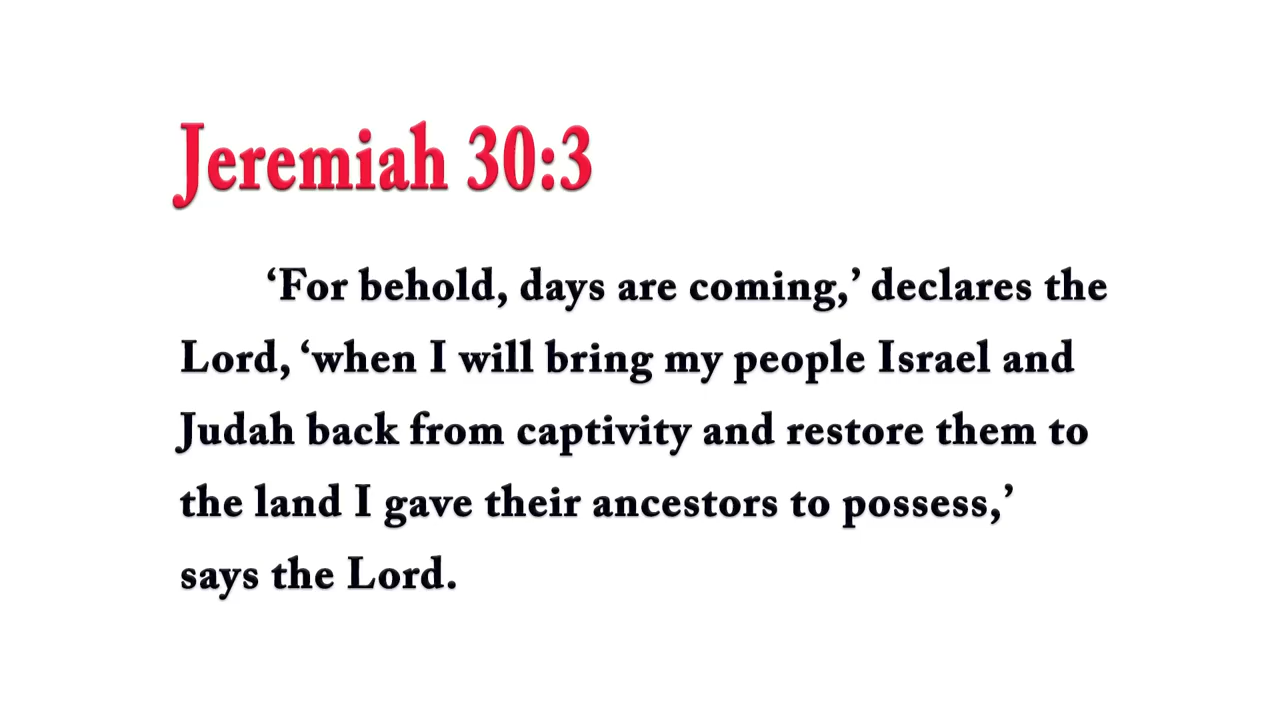 Jeremiah 30:3
‘For behold, days are coming,’ declares the
Lord, ‘when I will bring my people Israel and
Judah back from captivity and restore them to
the land I gave their ancestors to possess,’
says the Lord.